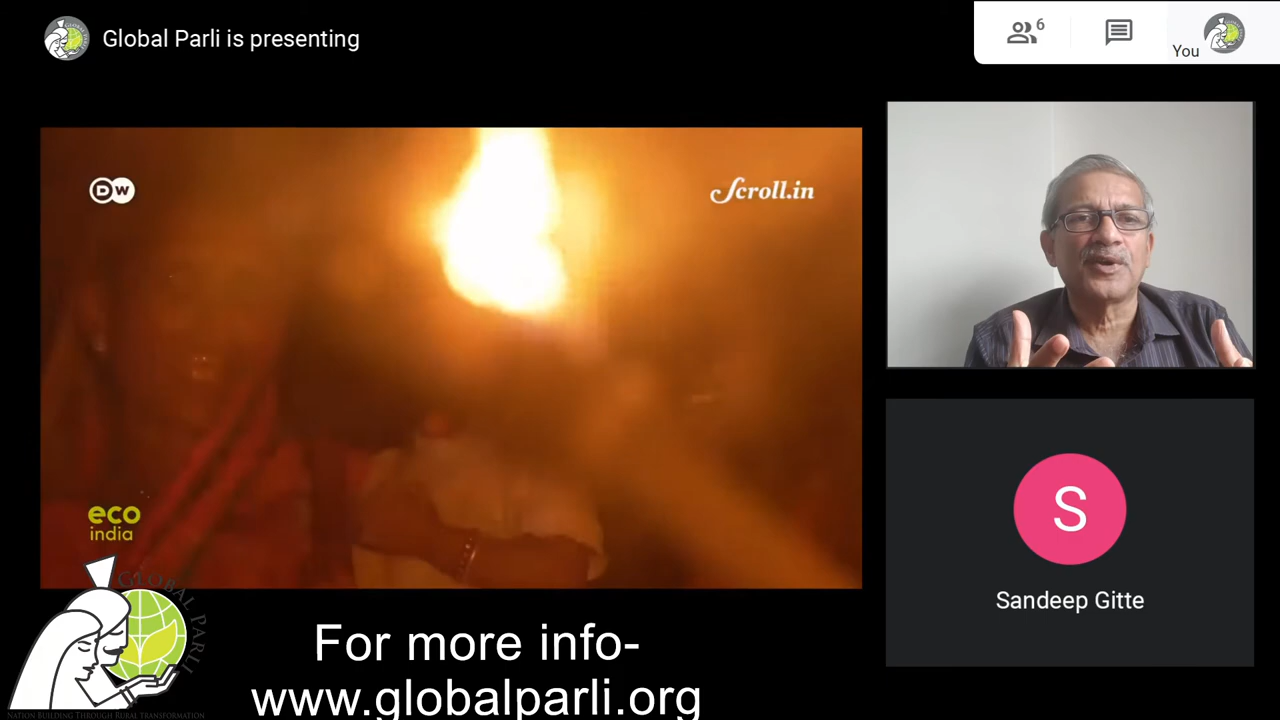 Global Parli is presenting
6
You
DW
Scroll.in
eco
india
GLOBAL PARLI
NATION BUILDING THROUGH RURAL TRANSFORMATION
For more info-
www.globalparli.org
S
Sandeep Gitte